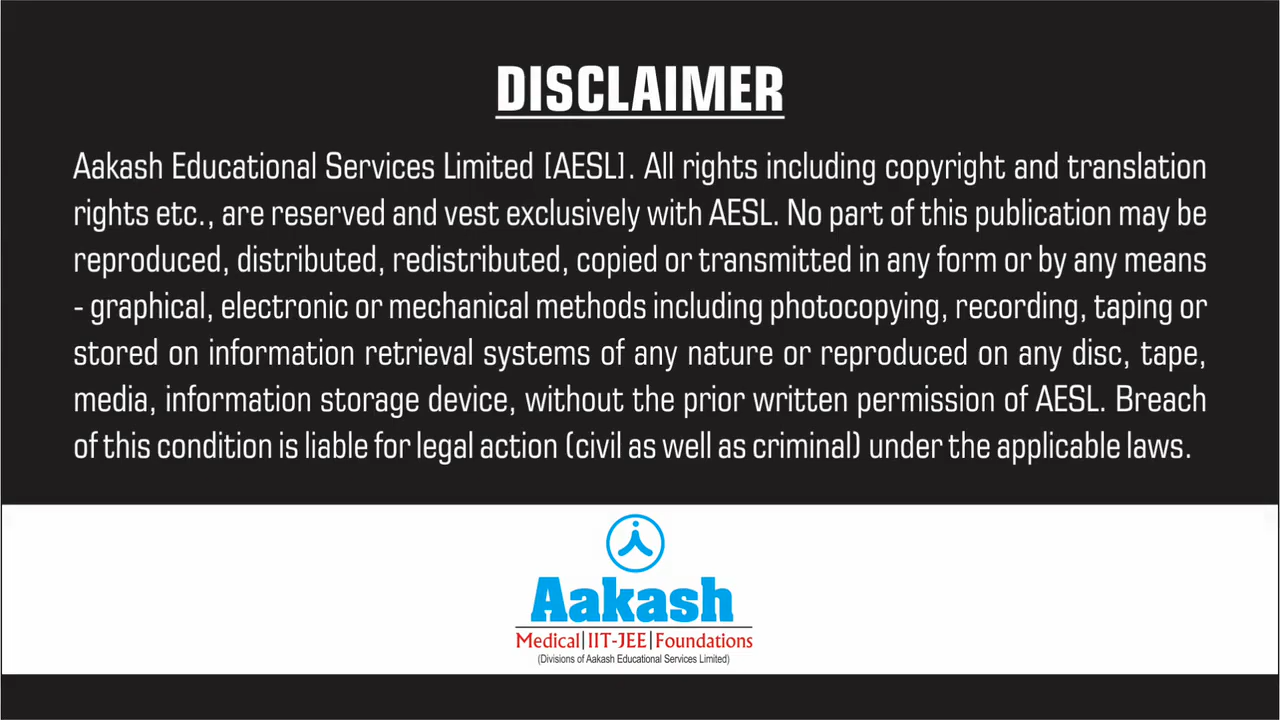 DISCLAIMER
Aakash Educational Services Limited [AESL]. All rights including copyright and translation
rights etc., are reserved and vest exclusively with AESL. No part of this publication may be
reproduced, distributed, redistributed, copied or transmitted in any form or by any means
- graphical, electronic or mechanical methods including photocopying, recording, taping or
stored on information retrieval systems of any nature or reproduced on any disc, tape,
media, information storage device, without the prior written permission of AESL. Breach
of this condition is liable for legal action (civil as well as criminal) under the applicable laws.
Aakash
Medical|IIT-JEE|Foundations
(Divisions of Aakash Educational Services Limited)